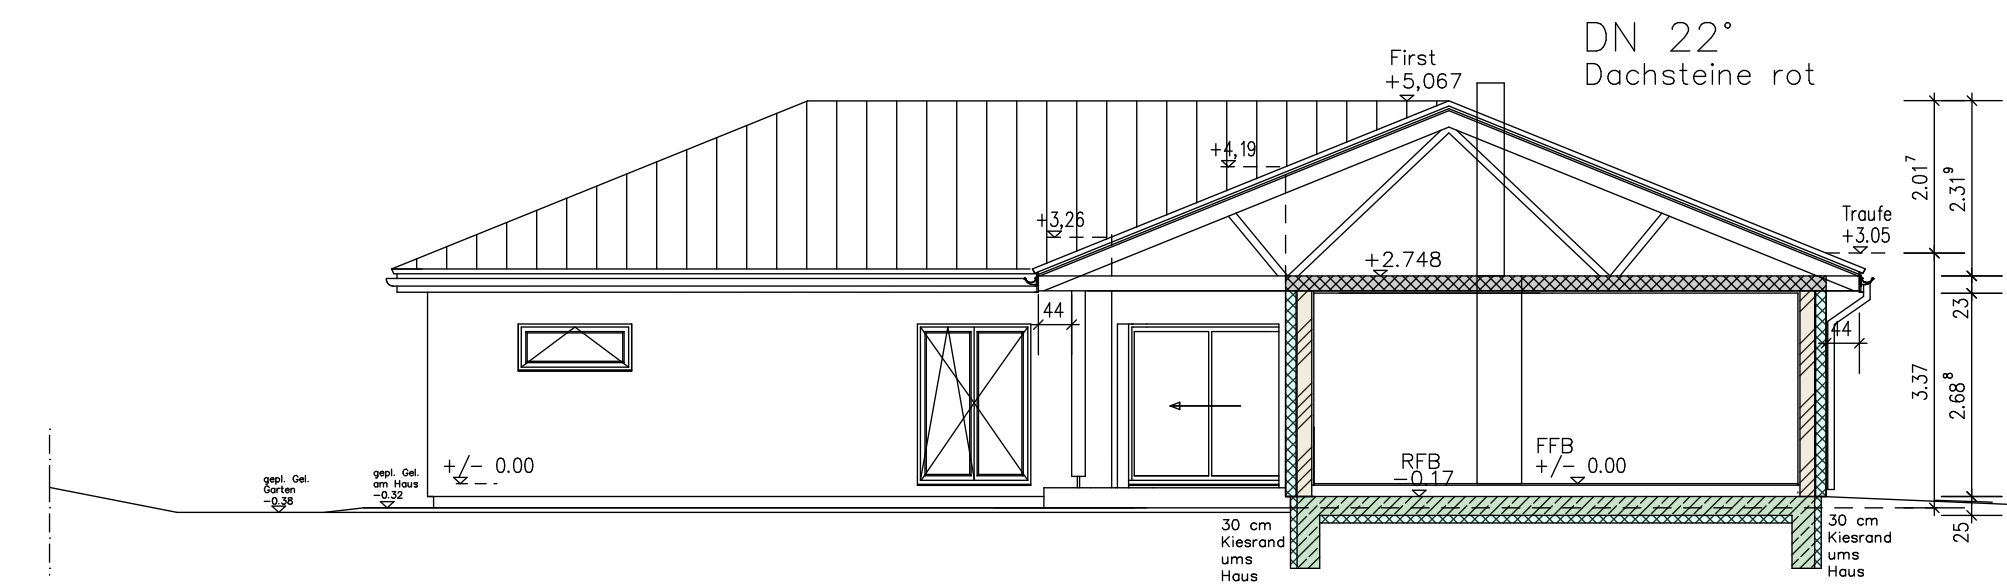 DN 22°
Dachsteine rot
First
+5,067
+4,19
+3,26
Traufe
+3.05
+2.748
2.01⁷
2.31⁹
44
44
23
3.37
2.68⁸
25
+/- 0.00
gepl. Gel.
Garten
-0.38
gepl. Gel.
am Haus
-0.32
RFB
-0.17
FFB
+/- 0.00
30 cm
Kiesrand
ums
Haus
30 cm
Kiesrand
ums
Haus